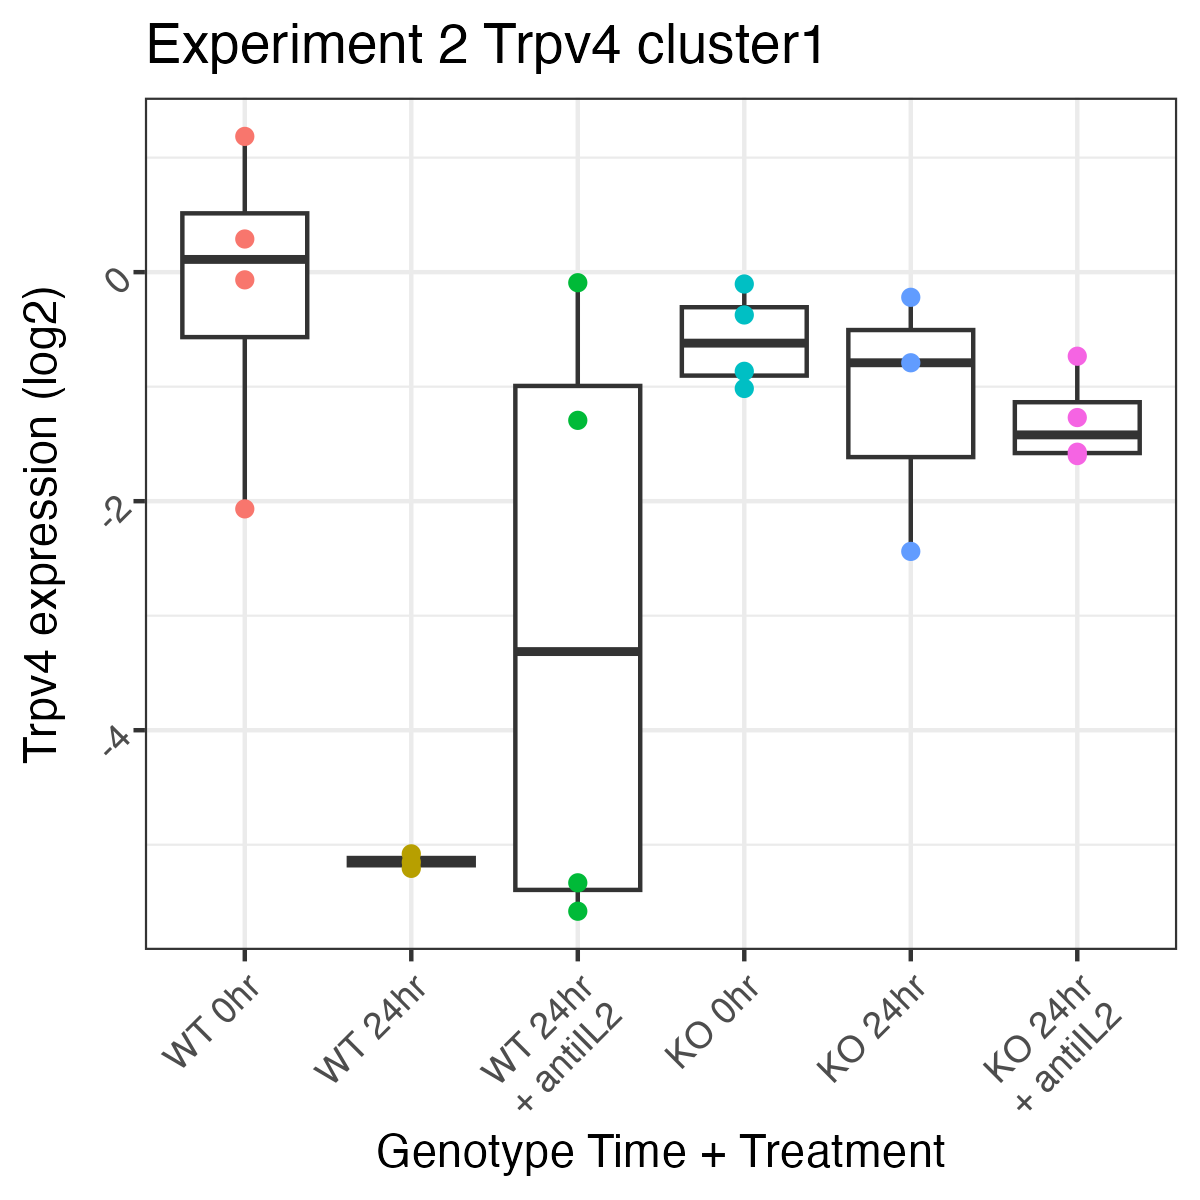 Experiment 2 Trpv4 cluster1
Trpv4 expression (log2)
0
-2
-4
WT 0hr
WT 24hr
WT 24hr
+ antiIL2
KO 0hr
KO 24hr
KO 24hr
+ antiIL2
Genotype Time + Treatment